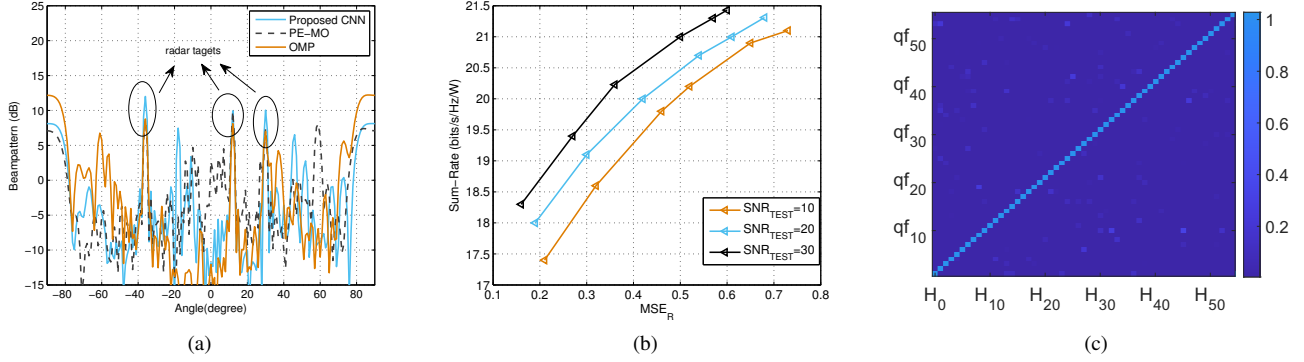 25
20
15
10
5
0
−5
−10
−15
−80 −60 −40 −20 0 20 40 60 80
Beampattern (dB)
Angle(degree)
Proposed CNN
PE−MO
OMP
radar tagets
(a)
21.5
21
20.5
20
19.5
19
18.5
18
17.5
17
0.1 0.2 0.3 0.4 0.5 0.6 0.7 0.8
Sum−Rate (bits/s/Hz/W)
MSE_R
SNR_TEST=10
SNR_TEST=20
SNR_TEST=30
(b)
qf_50
qf_40
qf_30
qf_20
qf_10
H_0 H_10 H_20 H_30 H_40 H_50
1
0.8
0.6
0.4
0.2
(c)